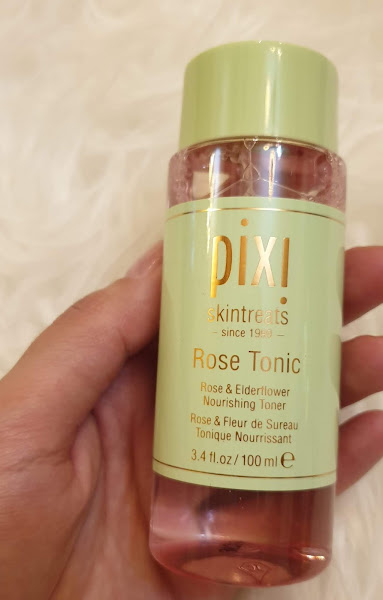 pixi
skintreats
– since 1999 –
Rose Tonic
Rose & Elderflower
Nourishing Toner
Rose & Fleur de Sureau
Tonique Nourrissant
3.4 fl.oz/100 ml ℮